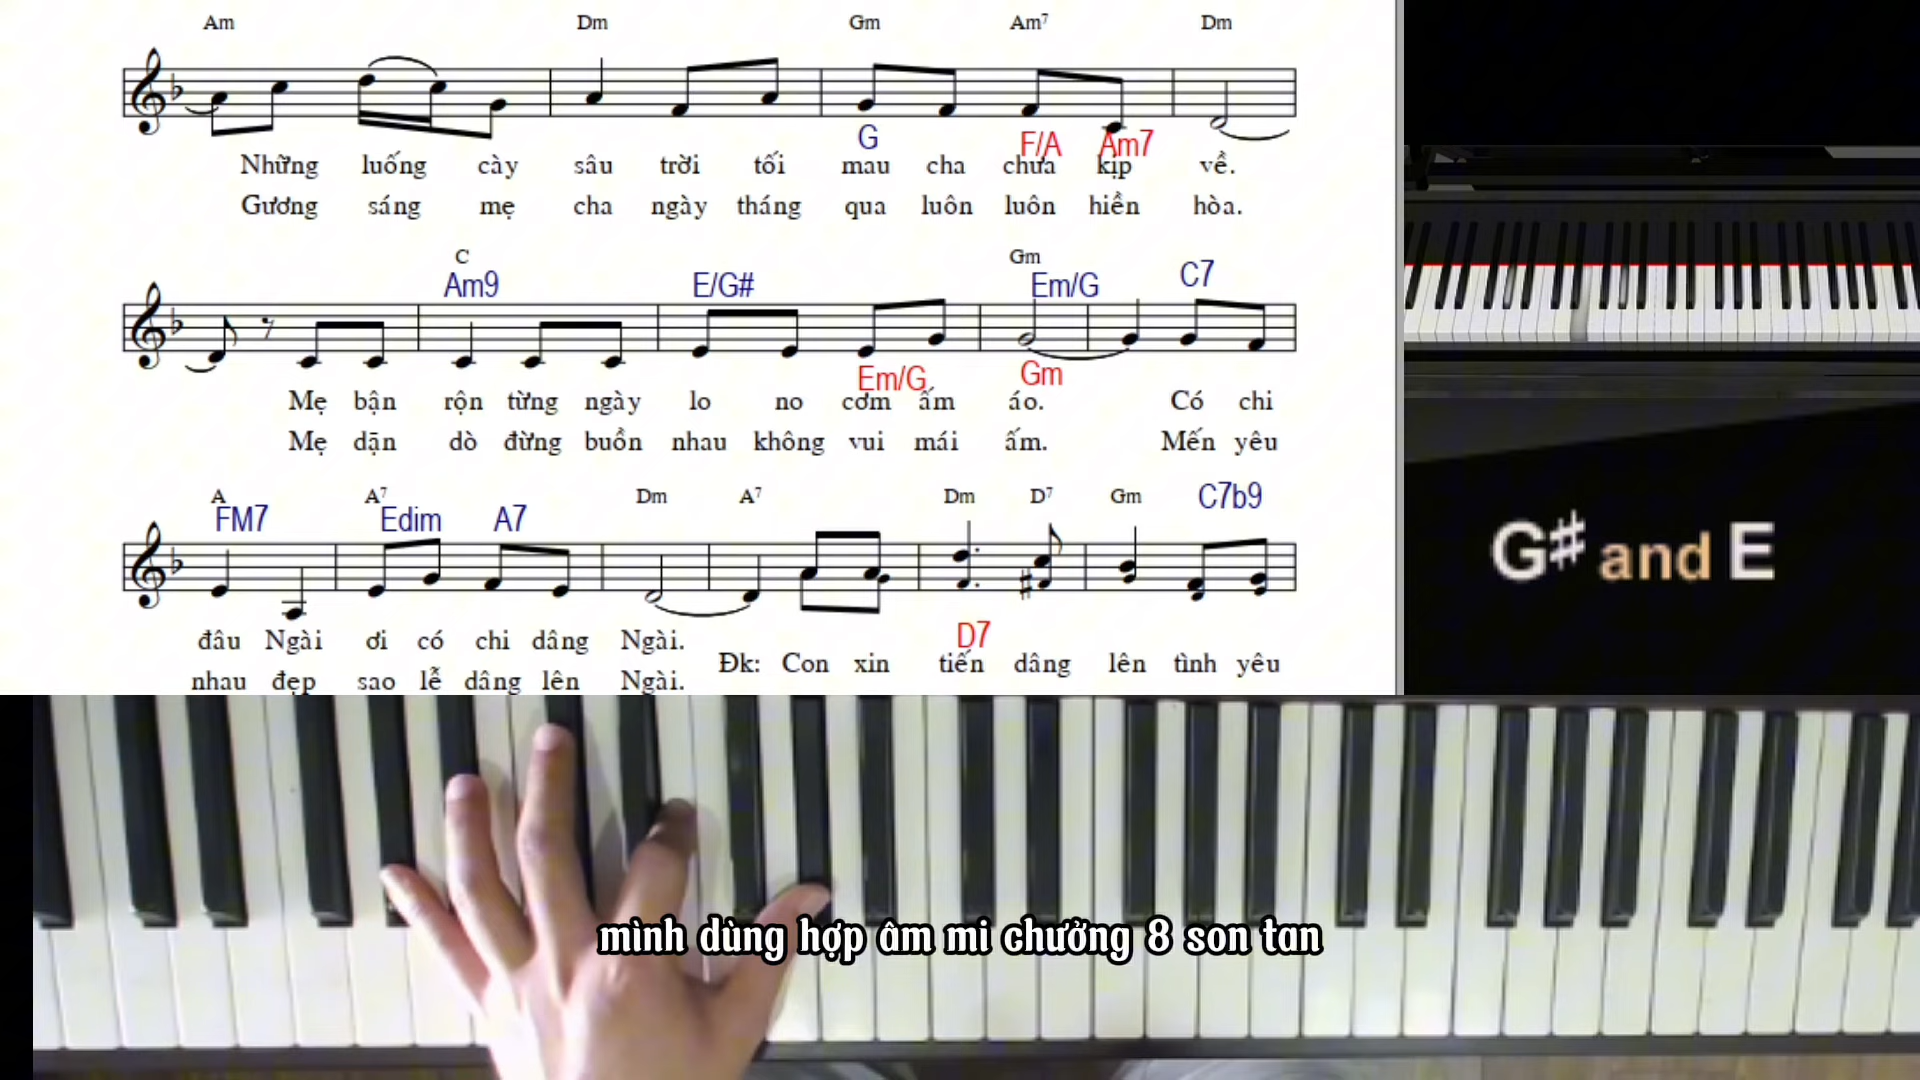 Am Dm Gm Am7 Dm
G F/A Am7
Những luống cày sâu trời tối mau cha chưa kịp về.
Gương sáng mẹ cha ngày tháng qua luôn luôn hiền hòa.
C Gm
Am9 E/G# Em/G C7
Em/G Gm
Mẹ bận rộn từng ngày lo no cơm ấm áo. Có chi
Mẹ dặn dò đừng buồn nhau không vui mái ấm. Mến yêu
A A7 Dm A7 Dm D7 Gm
FM7 Edim A7 C7b9
D7
đâu Ngài ơi có chi dâng Ngài.
Đk: Con xin tiến dâng lên tình yêu
nhau đẹp sao lễ dâng lên Ngài.
G# and E
mình dùng hợp âm mi chưởng 8 son tan